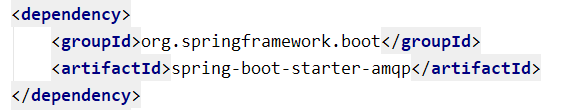 <dependency>
<groupId>org.springframework.boot</groupId>
<artifactId>spring-boot-starter-amqp</artifactId>
</dependency>